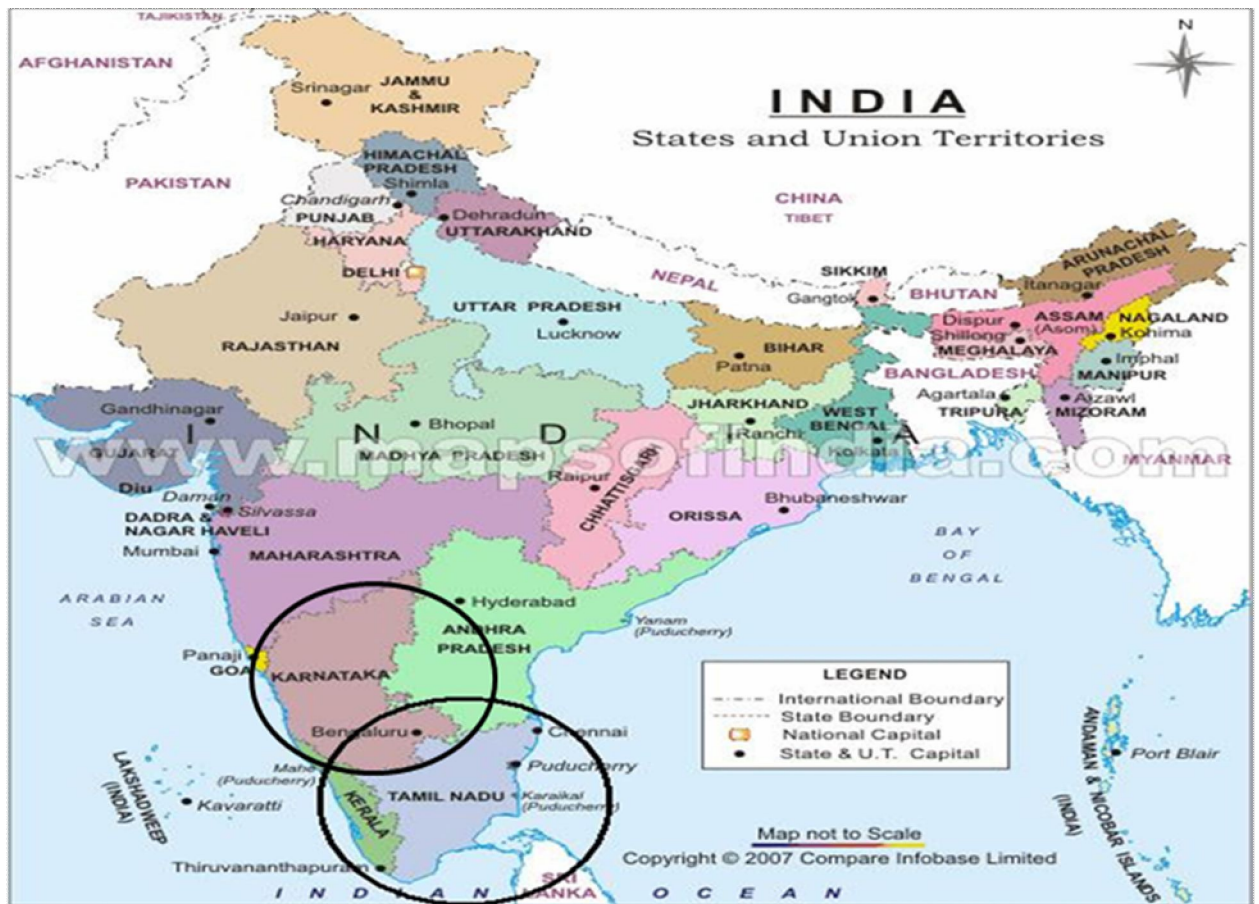 TAJIKISTAN
AFGHANISTAN
N
JAMMU
&
KASHMIR
Srinagar
INDIA
States and Union Territories
HIMACHAL
PRADESH
Shimla
PAKISTAN
Chandigarh
PUNJAB
Dehradun
UTTARAKHAND
CHINA
TIBET
HARYANA
DELHI
NEPAL
SIKKIM
Gangtok
BHUTAN
ARUNACHAL
PRADESH
Itanagar
UTTAR PRADESH
Lucknow
Jaipur
RAJASTHAN
BIHAR
Patna
Dispur
Shillong
MEGHALAYA
ASSAM
(Asom)
NAGALAND
Kohima
Imphal
MANIPUR
BANGLADESH
Agartala
TRIPURA
Aizawl
MIZORAM
MYANMAR
Gandhinagar
GUJARAT
Diu
Daman
Silvassa
DADRA &
NAGAR HAVELI
Mumbai
I N D I A
Bhopal
MADHYA PRADESH
JHARKHAND
Ranchi
WEST
BENGAL
Kolkata
www.mapsofindia.com
Raipur
CHHATTISGARH
ORISSA
Bhubaneshwar
MAHARASHTRA
BAY
OF
BENGAL
ARABIAN
SEA
Hyderabad
ANDHRA
PRADESH
Yanam
(Puducherry)
Panaji
GOA
KARNATAKA
Bengaluru
Chennai
Mahe
(Puducherry)
Puducherry
TAMIL NADU
Karaikal
(Puducherry)
KERALA
LAKSHADWEEP
(INDIA)
Kavaratti
Thiruvananthapuram
SRI
LANKA
INDIAN OCEAN
LEGEND
International Boundary
State Boundary
National Capital
State & U.T. Capital
ANDAMAN & NICOBAR ISLANDS
(INDIA)
Port Blair
Map not to Scale
Copyright © 2007 Compare Infobase Limited